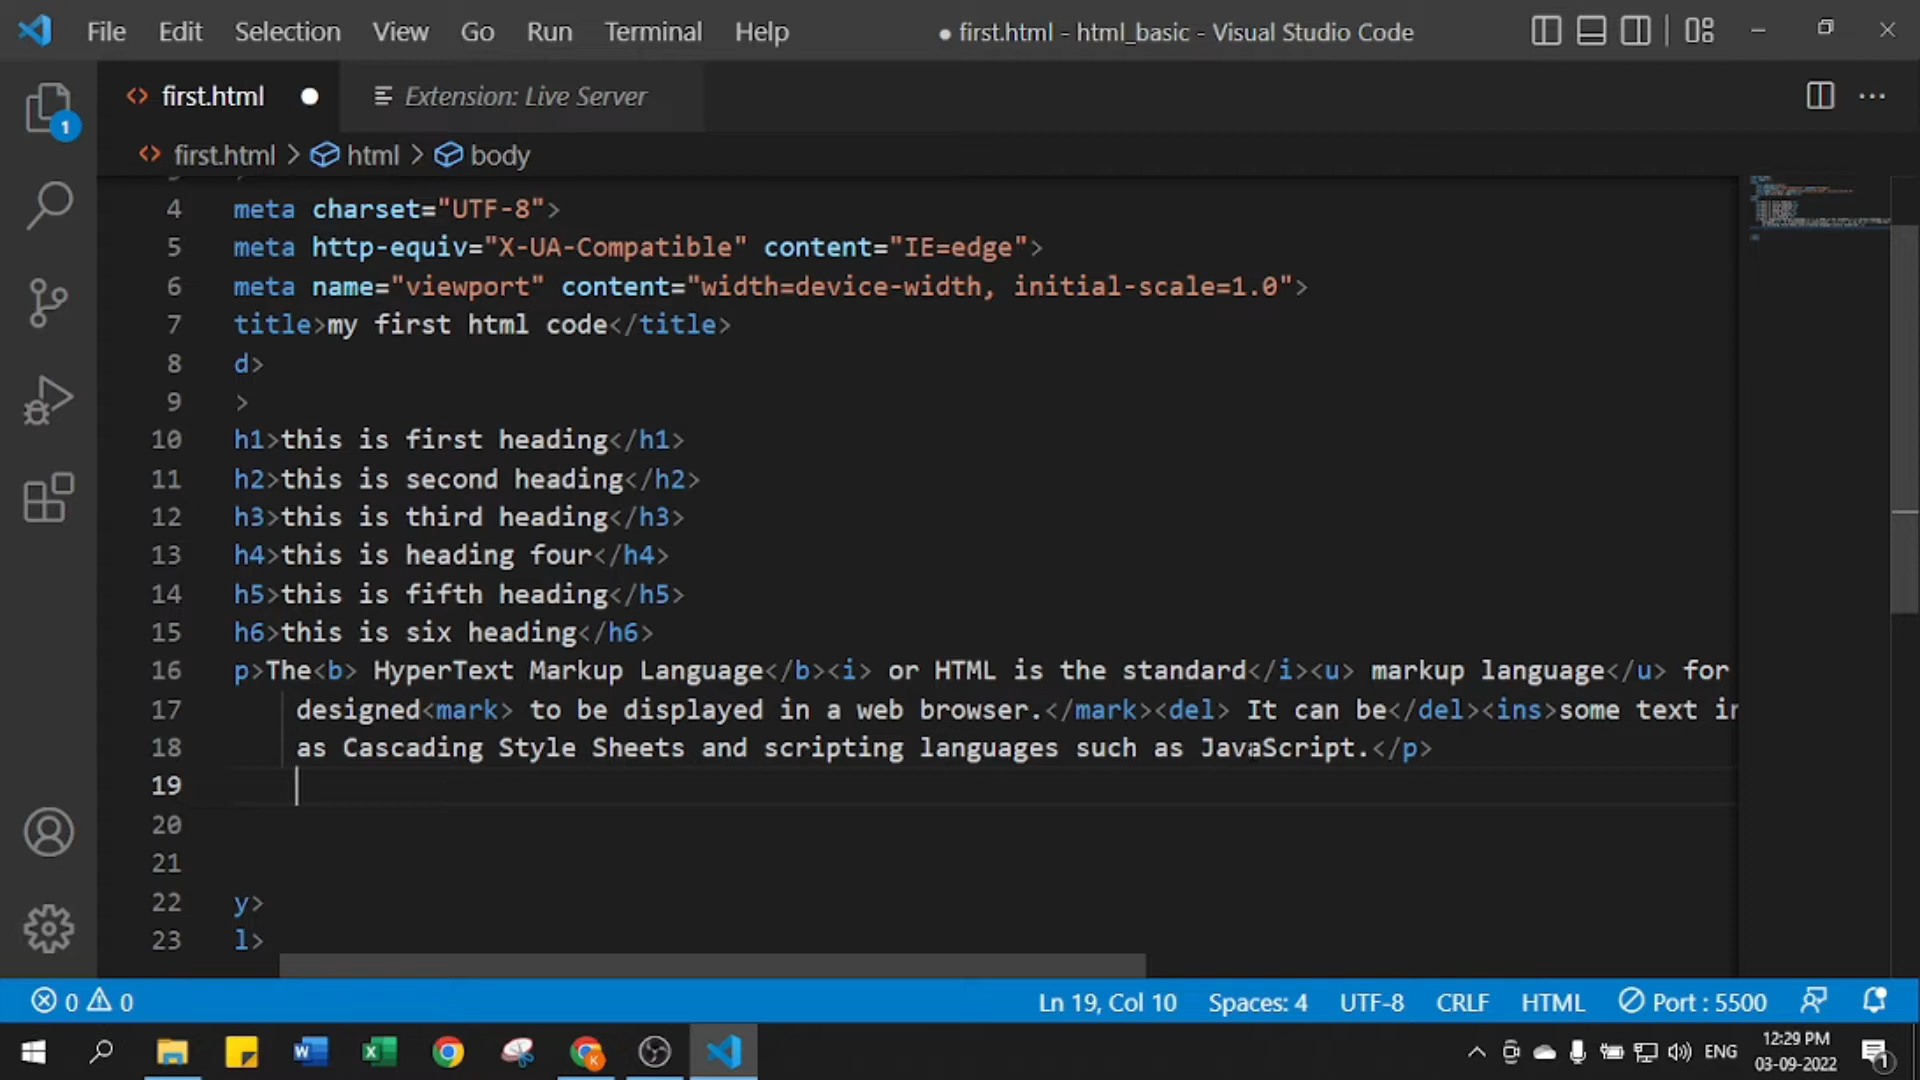 File Edit Selection View Go Run Terminal Help ● first.html - html_basic - Visual Studio Code
<> first.html ● Extension: Live Server
<> first.html > html > body
4 meta charset="UTF-8">
5 meta http-equiv="X-UA-Compatible" content="IE=edge">
6 meta name="viewport" content="width=device-width, initial-scale=1.0">
7 title>my first html code</title>
8 d>
9 >
10 h1>this is first heading</h1>
11 h2>this is second heading</h2>
12 h3>this is third heading</h3>
13 h4>this is heading four</h4>
14 h5>this is fifth heading</h5>
15 h6>this is six heading</h6>
16 p>The<b> HyperText Markup Language</b><i> or HTML is the standard</i><u> markup language</u> for
17 designed<mark> to be displayed in a web browser.</mark><del> It can be</del><ins>some text in
18 as Cascading Style Sheets and scripting languages such as JavaScript.</p>
19
20
21
22 y>
23 l>
1
0 0 Ln 19, Col 10 Spaces: 4 UTF-8 CRLF HTML Port : 5500
ENG 12:29 PM
03-09-2022 1